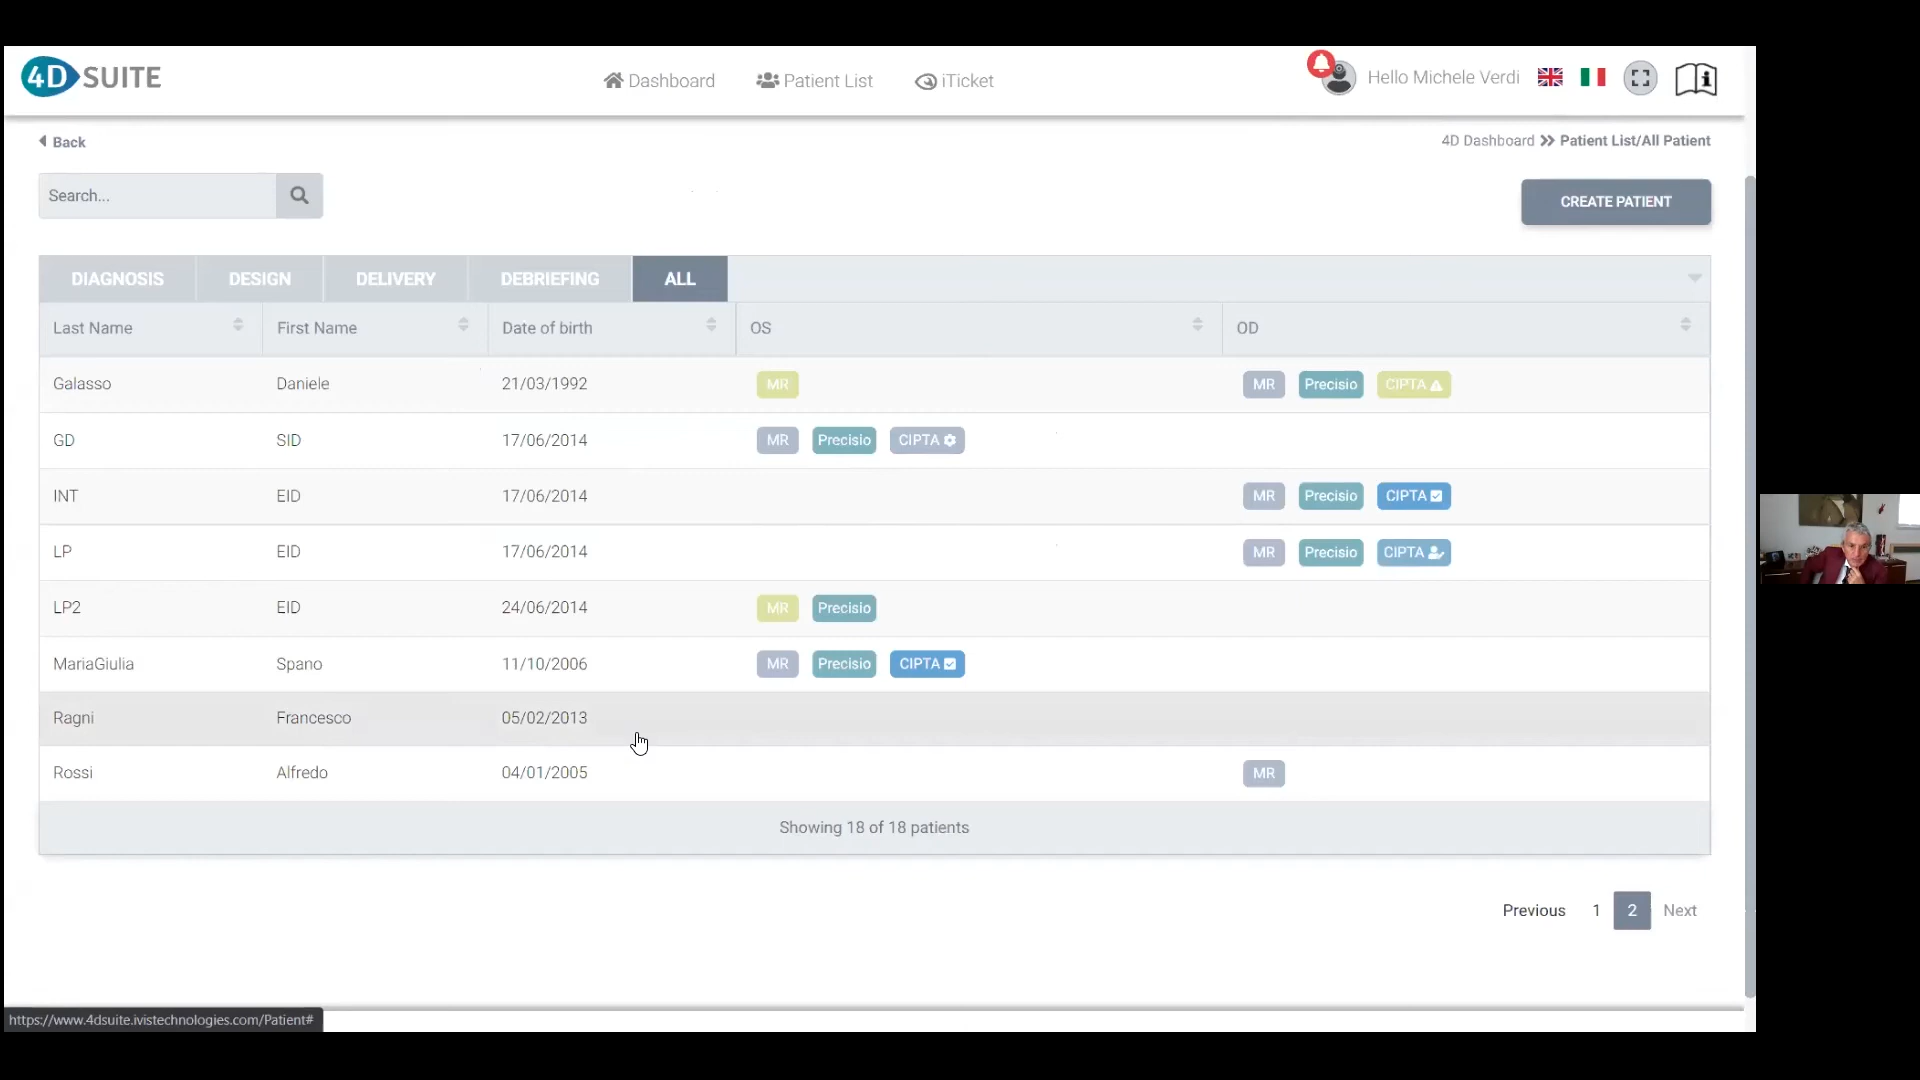 4D SUITE
Dashboard Patient List iTicket
Hello Michele Verdi
Back
4D Dashboard Patient List/All Patient
Search...
CREATE PATIENT
DIAGNOSIS DESIGN DELIVERY DEBRIEFING ALL
Last Name First Name Date of birth OS OD
Galasso Daniele 21/03/1992 MR MR Precisio CIPTA
GD SID 17/06/2014 MR Precisio CIPTA
INT EID 17/06/2014 MR Precisio CIPTA
LP EID 17/06/2014 MR Precisio CIPTA
LP2 EID 24/06/2014 MR Precisio
MariaGiulia Spano 11/10/2006 MR Precisio CIPTA
Ragni Francesco 05/02/2013
Rossi Alfredo 04/01/2005 MR
Showing 18 of 18 patients
Previous 1 2 Next
https://www.4dsuite.ivistechnologies.com/Patient#